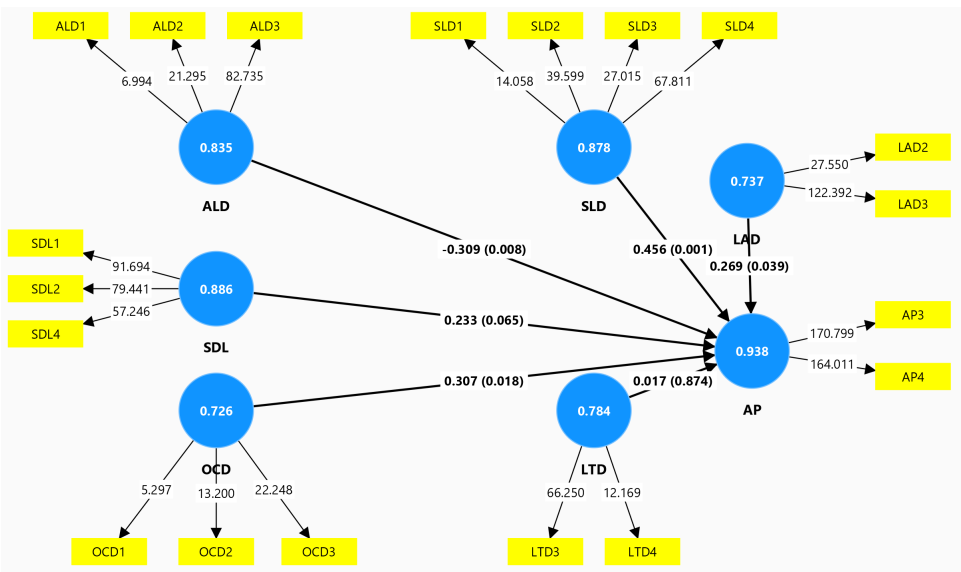 ALD1 ALD2 ALD3 SLD1 SLD2 SLD3 SLD4
6.994 21.295 82.735 14.058 39.599 27.015 67.811
0.835 0.878
ALD SLD
LAD2
27.550
0.737
122.392
LAD3
LAD
SDL1
91.694
SDL2 79.441 0.886
57.246
SDL4
SDL
-0.309 (0.008) 0.456 (0.001)
0.269 (0.039)
0.233 (0.065)
AP3
170.799
0.938
164.011
AP4
AP
0.307 (0.018) 0.017 (0.874)
0.726 0.784
OCD LTD
5.297 13.200 22.248 66.250 12.169
OCD1 OCD2 OCD3 LTD3 LTD4